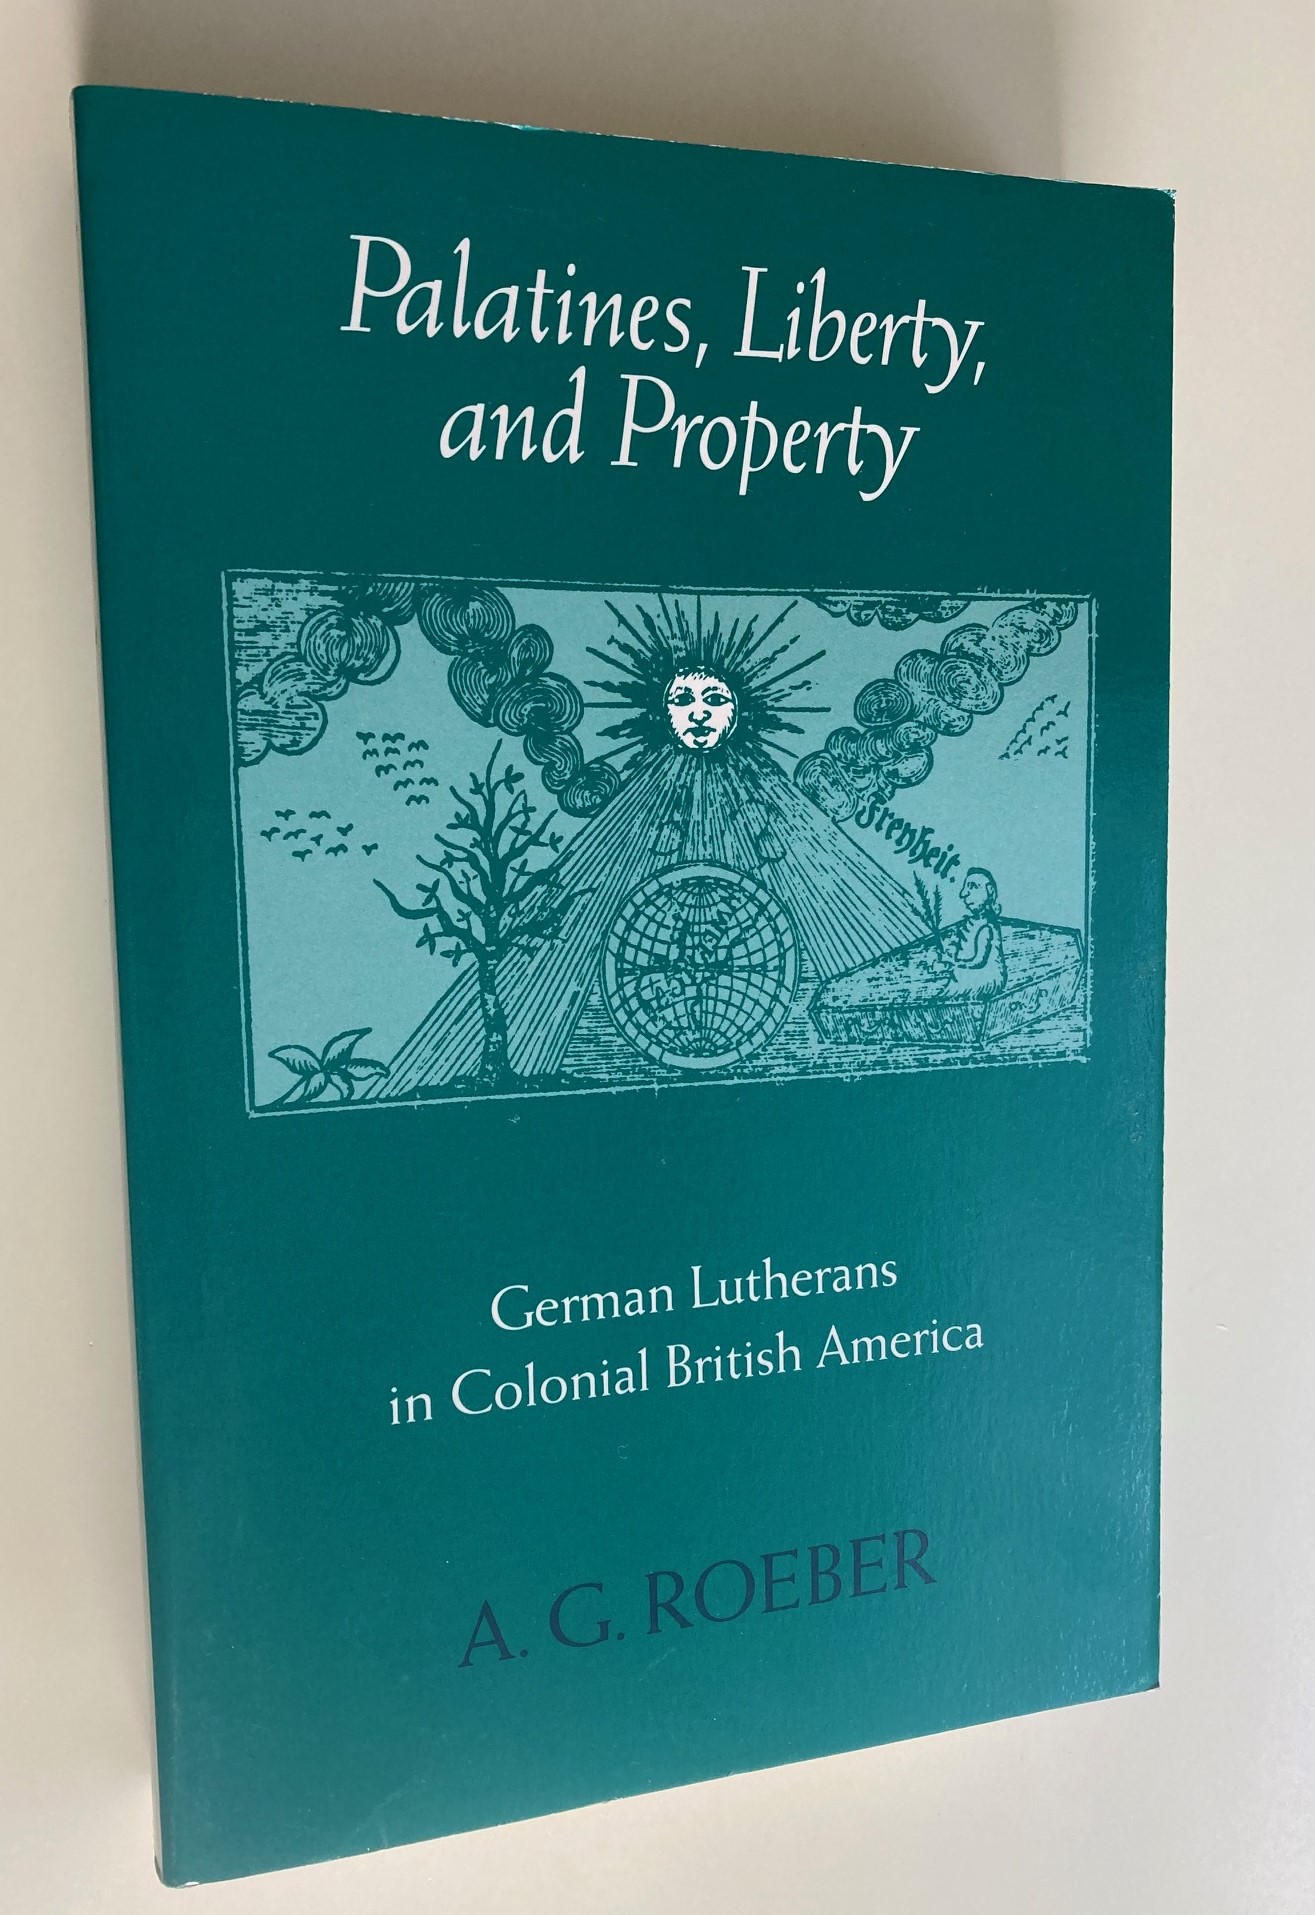 Palatines, Liberty,
and Property
Freyheit.
German Lutherans
in Colonial British America
A. G. ROEBER